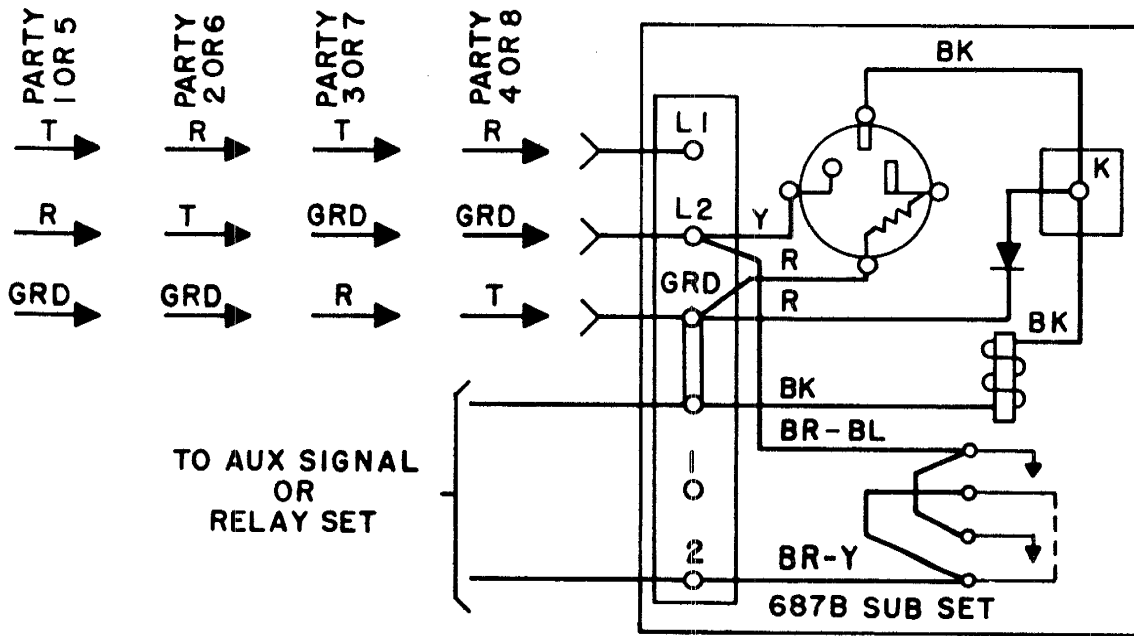 PARTY
1 OR 5
PARTY
2 OR 6
PARTY
3 OR 7
PARTY
4 OR 8
T
R
T
R
R
T
GRD
GRD
GRD
GRD
R
T
L1
L2
GRD
1
2
BK
K
Y
R
R
BK
BK
BR-BL
BR-Y
TO AUX SIGNAL
OR
RELAY SET
687B SUB SET